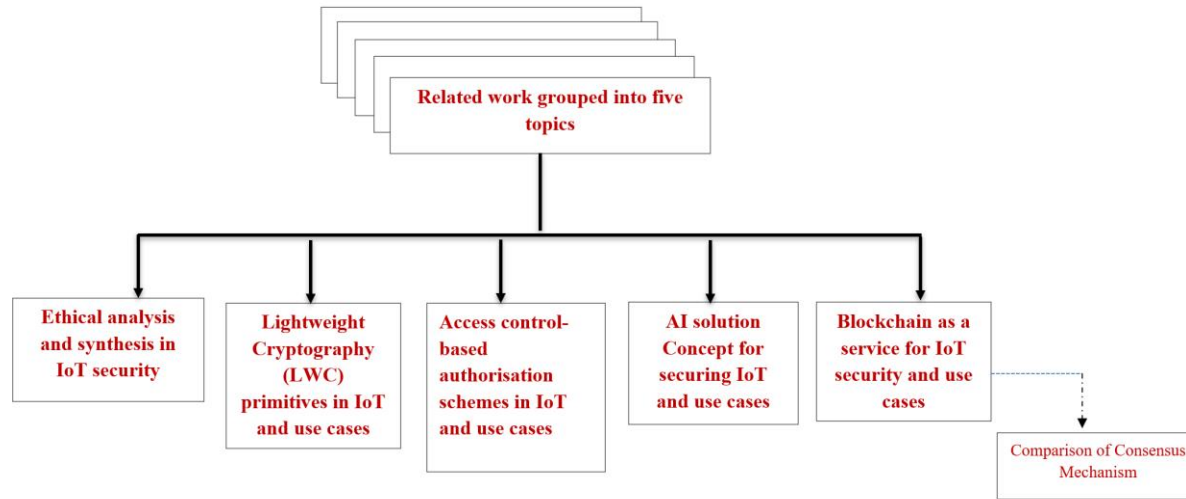 Related work grouped into five
topics
Ethical analysis
and synthesis in
IoT security
Lightweight
Cryptography
(LWC)
primitives in IoT
and use cases
Access control-
based
authorisation
schemes in IoT
and use cases
AI solution
Concept for
securing IoT
and use cases
Blockchain as a
service for IoT
security and use
cases
Comparison of Consensus
Mechanism